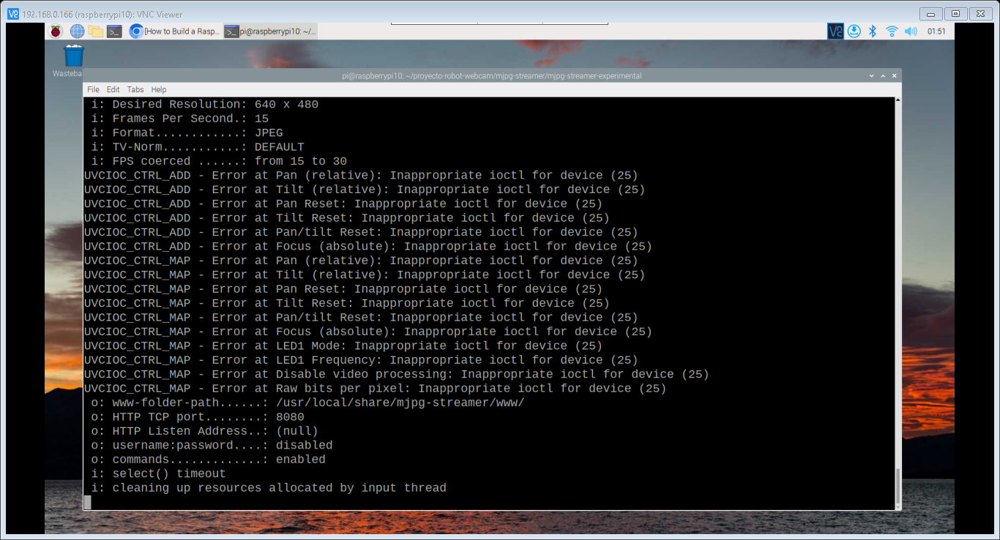 VE 192.168.0.166 (raspberrypi10): VNC Viewer
[How to Build a Rasp... pi@raspberrypi10: ~/... 01:51
Wasteba
pi@raspberrypi10: ~/proyecto-robot-webcam/mjpg-streamer/mjpg-streamer-experimental
File Edit Tabs Help
i: Desired Resolution: 640 x 480
i: Frames Per Second.: 15
i: Format............: JPEG
i: TV-Norm...........: DEFAULT
i: FPS coerced ......: from 15 to 30
UVCIOC_CTRL_ADD - Error at Pan (relative): Inappropriate ioctl for device (25)
UVCIOC_CTRL_ADD - Error at Tilt (relative): Inappropriate ioctl for device (25)
UVCIOC_CTRL_ADD - Error at Pan Reset: Inappropriate ioctl for device (25)
UVCIOC_CTRL_ADD - Error at Tilt Reset: Inappropriate ioctl for device (25)
UVCIOC_CTRL_ADD - Error at Pan/tilt Reset: Inappropriate ioctl for device (25)
UVCIOC_CTRL_ADD - Error at Focus (absolute): Inappropriate ioctl for device (25)
UVCIOC_CTRL_MAP - Error at Pan (relative): Inappropriate ioctl for device (25)
UVCIOC_CTRL_MAP - Error at Tilt (relative): Inappropriate ioctl for device (25)
UVCIOC_CTRL_MAP - Error at Pan Reset: Inappropriate ioctl for device (25)
UVCIOC_CTRL_MAP - Error at Tilt Reset: Inappropriate ioctl for device (25)
UVCIOC_CTRL_MAP - Error at Pan/tilt Reset: Inappropriate ioctl for device (25)
UVCIOC_CTRL_MAP - Error at Focus (absolute): Inappropriate ioctl for device (25)
UVCIOC_CTRL_MAP - Error at LED1 Mode: Inappropriate ioctl for device (25)
UVCIOC_CTRL_MAP - Error at LED1 Frequency: Inappropriate ioctl for device (25)
UVCIOC_CTRL_MAP - Error at Disable video processing: Inappropriate ioctl for device (25)
UVCIOC_CTRL_MAP - Error at Raw bits per pixel: Inappropriate ioctl for device (25)
o: www-folder-path......: /usr/local/share/mjpg-streamer/www/
o: HTTP TCP port........: 8080
o: HTTP Listen Address..: (null)
o: username:password....: disabled
o: commands.............: enabled
i: select() timeout
i: cleaning up resources allocated by input thread